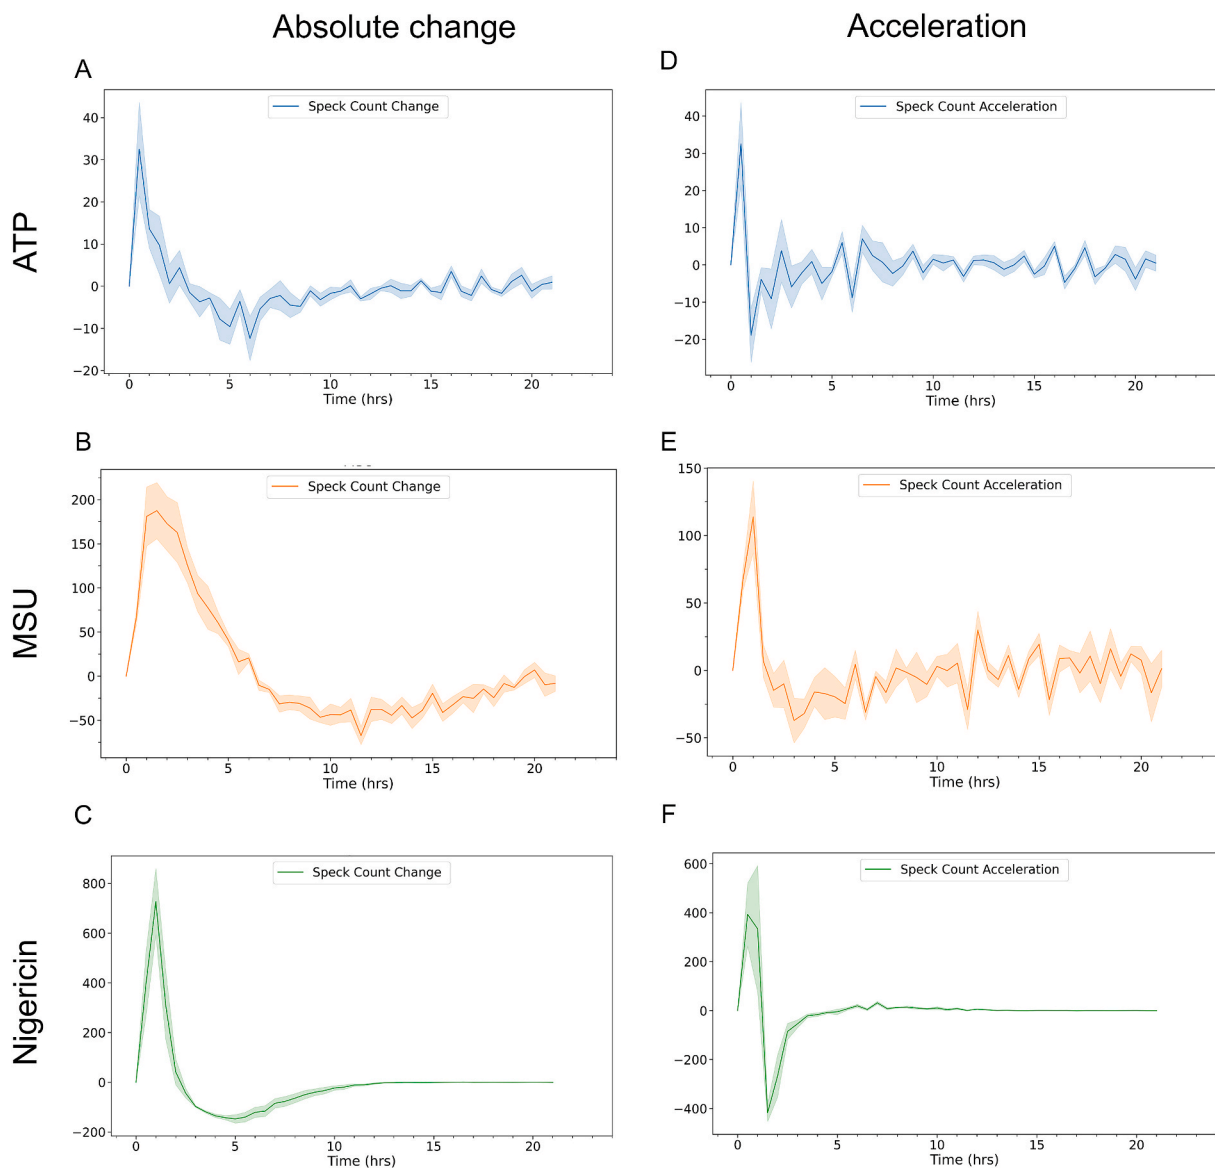 Absolute change
Acceleration
A
D
Speck Count Change
Speck Count Acceleration
40
30
20
10
0
−10
−20
40
30
20
10
0
−10
−20
ATP
0 5 10 15 20
0 5 10 15 20
Time (hrs)
Time (hrs)
B
E
Speck Count Change
Speck Count Acceleration
200
150
100
50
0
−50
150
100
50
0
−50
MSU
0 5 10 15 20
0 5 10 15 20
Time (hrs)
Time (hrs)
C
F
Speck Count Change
Speck Count Acceleration
800
600
400
200
0
−200
600
400
200
0
−200
−400
Nigericin
0 5 10 15 20
0 5 10 15 20
Time (hrs)
Time (hrs)